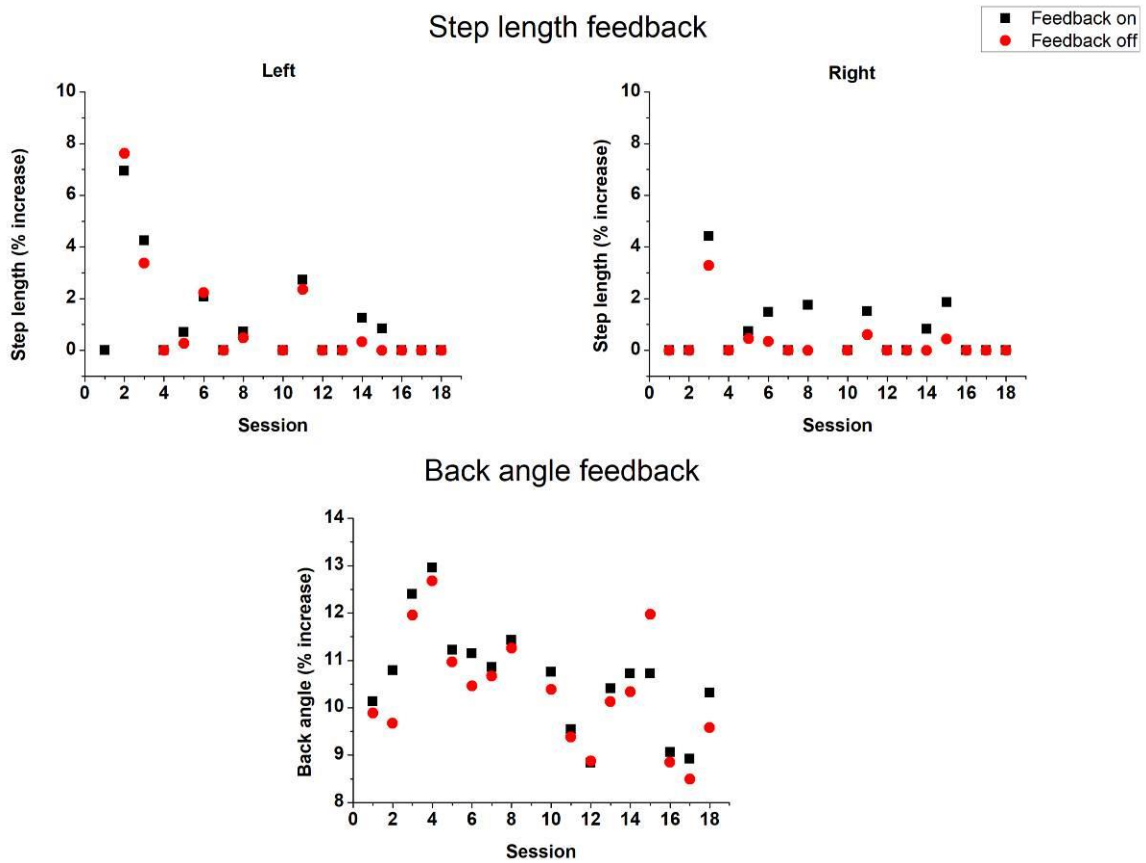 Step length feedback
Feedback on
Feedback off
Left
Right
10
8
6
4
2
0
Step length (% increase)
0 2 4 6 8 10 12 14 16 18
Session
10
8
6
4
2
0
Step length (% increase)
0 2 4 6 8 10 12 14 16 18
Session
Back angle feedback
14
13
12
11
10
9
8
Back angle (% increase)
0 2 4 6 8 10 12 14 16 18
Session